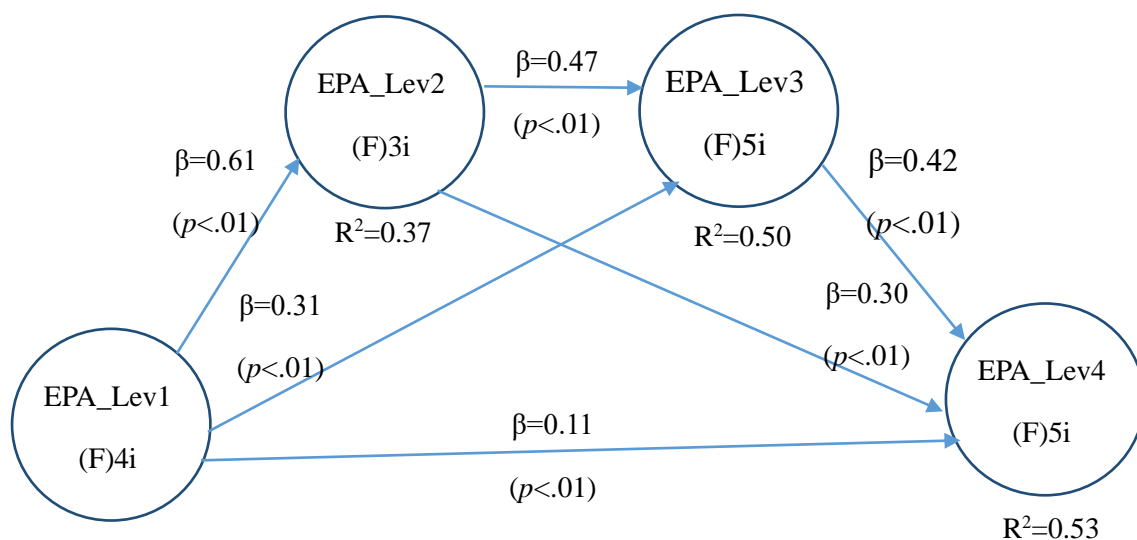 EPA_Lev2
(F)3i
R²=0.37
β=0.47
(p<.01)
EPA_Lev3
(F)5i
R²=0.50
β=0.61
(p<.01)
β=0.42
(p<.01)
β=0.31
(p<.01)
β=0.30
(p<.01)
EPA_Lev1
(F)4i
β=0.11
(p<.01)
EPA_Lev4
(F)5i
R²=0.53